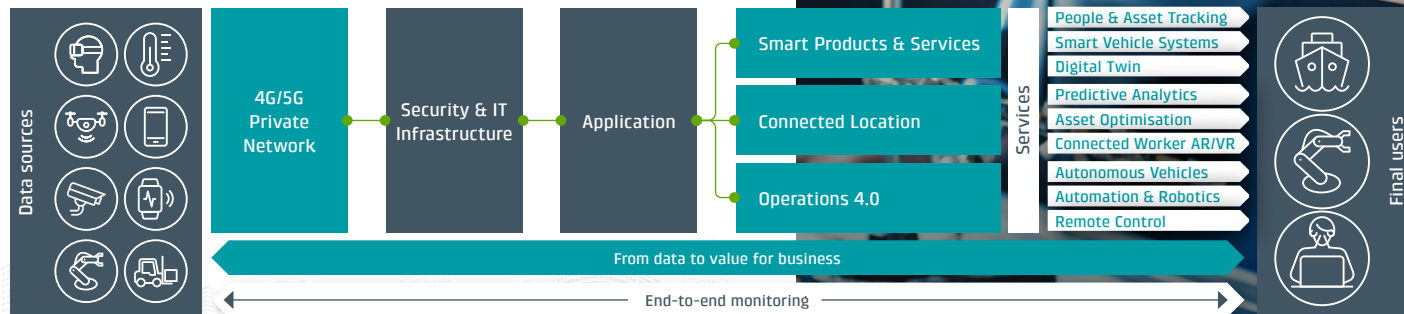 Data sources
4G/5G
Private
Network
Security & IT
Infrastructure
Application
Smart Products & Services
Connected Location
Operations 4.0
Services
People & Asset Tracking
Smart Vehicle Systems
Digital Twin
Predictive Analytics
Asset Optimisation
Connected Worker AR/VR
Autonomous Vehicles
Automation & Robotics
Remote Control
Final users
From data to value for business
End-to-end monitoring